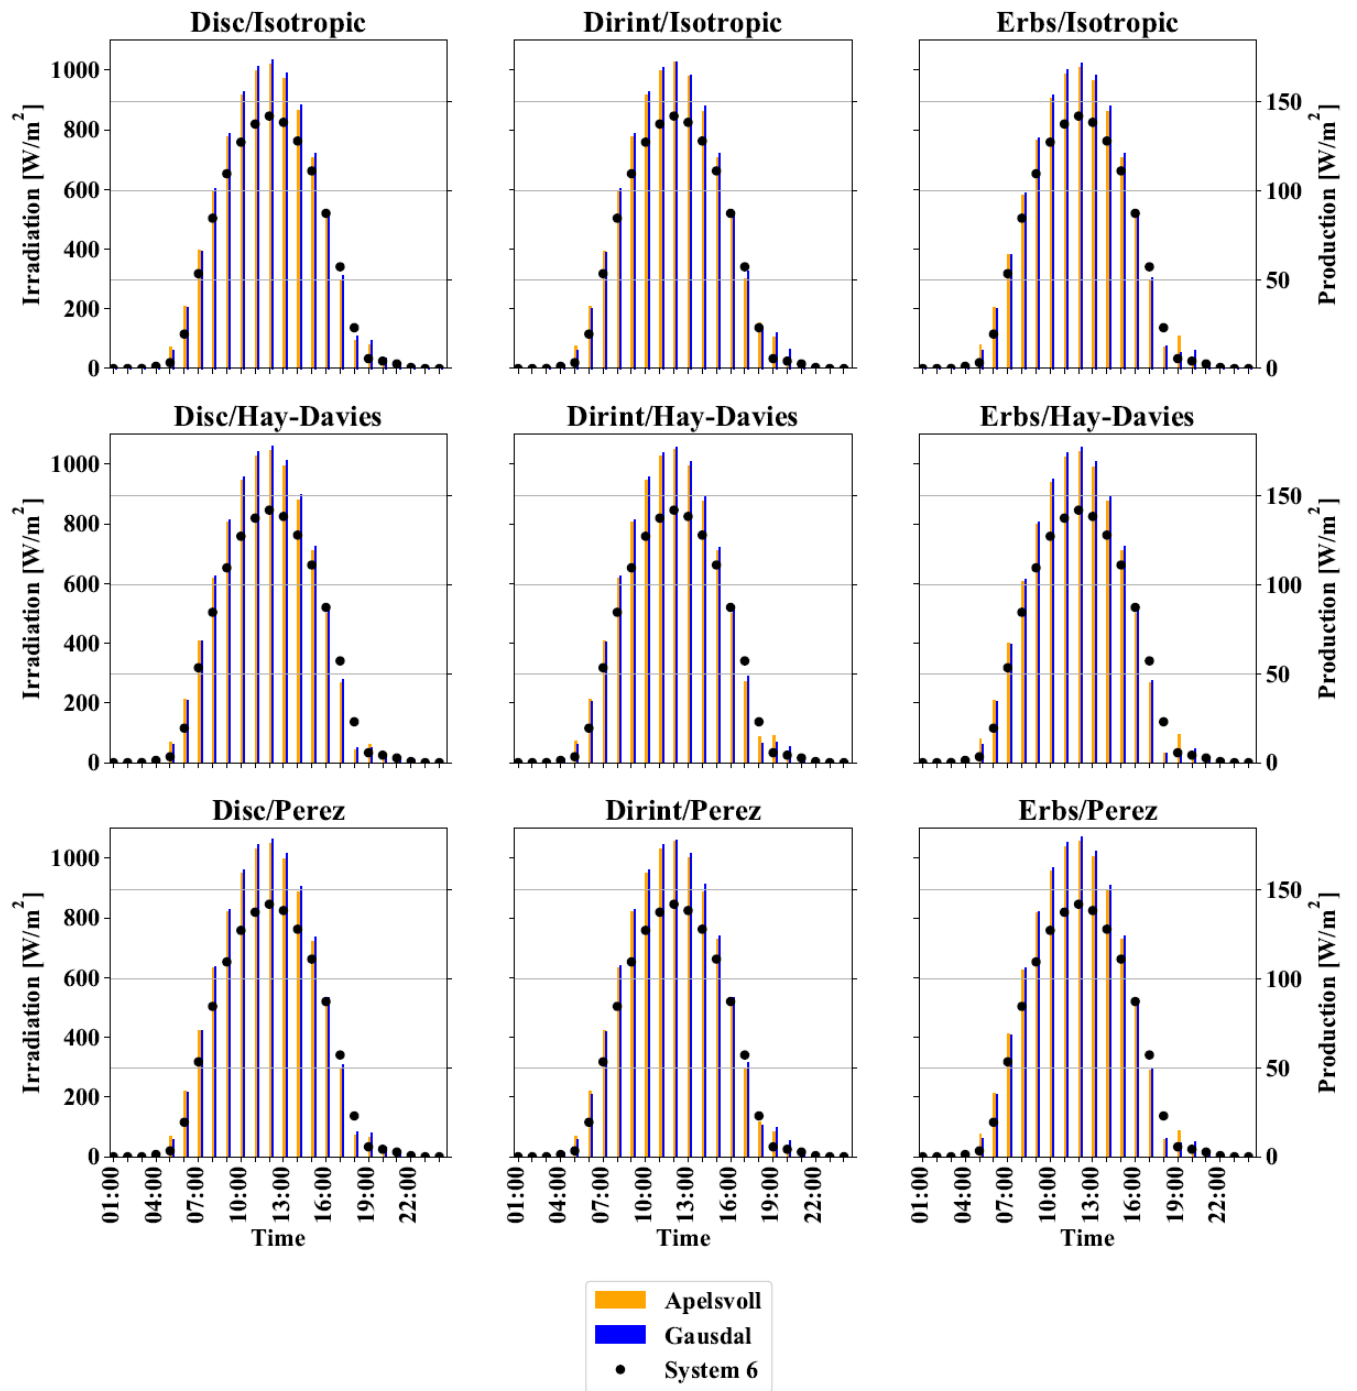 Disc/Isotropic Dirint/Isotropic Erbs/Isotropic
Irradiation [W/m²]
1000
800
600
400
200
0
150
100
50
0
Production [W/m²]
Disc/Hay-Davies Dirint/Hay-Davies Erbs/Hay-Davies
Irradiation [W/m²]
1000
800
600
400
200
0
150
100
50
0
Production [W/m²]
Disc/Perez Dirint/Perez Erbs/Perez
Irradiation [W/m²]
1000
800
600
400
200
0
150
100
50
0
Production [W/m²]
01:00 04:00 07:00 10:00 13:00 16:00 19:00 22:00
01:00 04:00 07:00 10:00 13:00 16:00 19:00 22:00
01:00 04:00 07:00 10:00 13:00 16:00 19:00 22:00
Time Time Time
Apelsvoll
Gausdal
System 6